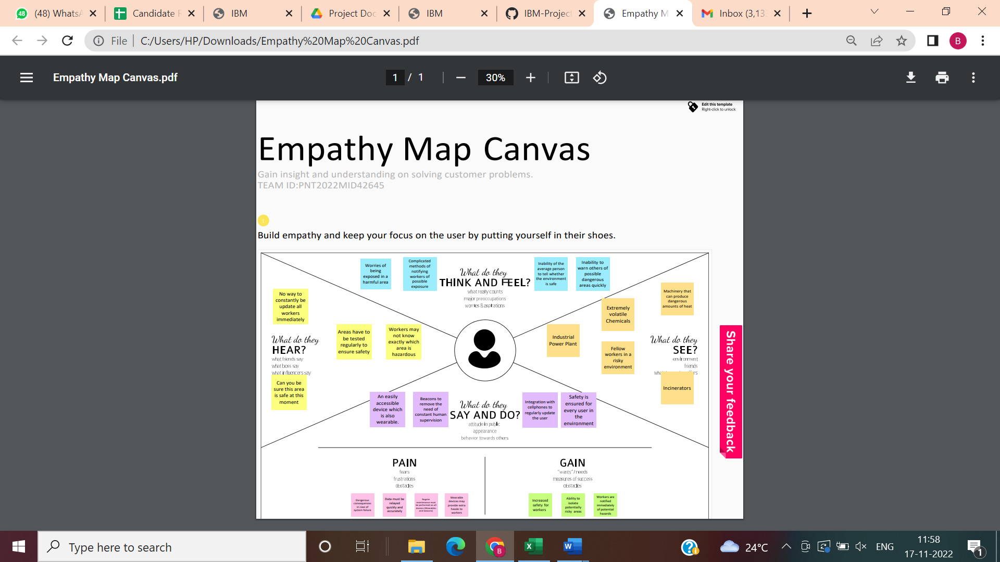 (48) Whats
Candidate
IBM
Project Doc
IBM
IBM-Project
Empathy M
Inbox (3,13
File
C:/Users/HP/Downloads/Empathy%20Map%20Canvas.pdf
B
Empathy Map Canvas.pdf
1 / 1
30%
Edit this template
Right-click to unlock
Empathy Map Canvas
Gain insight and understanding on solving customer problems.
TEAM ID:PNT2022MID42645
1
Build empathy and keep your focus on the user by putting yourself in their shoes.
Worries of
being
exposed in a
harmful area
Complicated
methods of
notifying
workers of
possible
exposure
What do they
THINK AND FEEL?
what really counts
major preoccupations
worries & aspirations
Inability of the
average person
to tell whether
the environment
is safe
Inability to
warn others of
possible
dangerous
areas quickly
No way to
constantly be
update all
workers
immediately
Areas have to
be tested
regularly to
ensure safety
Workers may
not know
exactly which
area is
hazardous
What do they
HEAR?
what friends say
what boss say
what influencers say
Can you be
sure this area
is safe at this
moment
Machinery that
can produce
dangerous
amounts of heat
Extremely
volatile
Chemicals
Industrial
Power Plant
Fellow
workers in a
risky
environment
What do they
SEE?
environment
friends
Incinerators
An easily
accessible
device which
is also
wearable.
Beacons to
remove the
need of
constant human
supervision
What do they
SAY AND DO?
attitude in public
appearance
behavior towards others
Integration with
cellphones to
regularly update
the user
Safety is
ensured for
every user in
the
environment
Share your feedback
PAIN
fears
frustrations
obstacles
GAIN
"wants" / needs
measures of success
obstacles
Dangerous
consequences
in case of
system failure
Data must be
relayed
quickly and
accurately
Regular
maintenance must
be performed on all
devices (Wearables
and beacons)
Wearable
devices may
provide extra
hassle to
workers
Increased
safety for
workers
Ability to
isolate
potentially
risky areas
Workers are
notified
immediately
of potential
hazards
Type here to search
24°C
ENG
11:58
17-11-2022
1